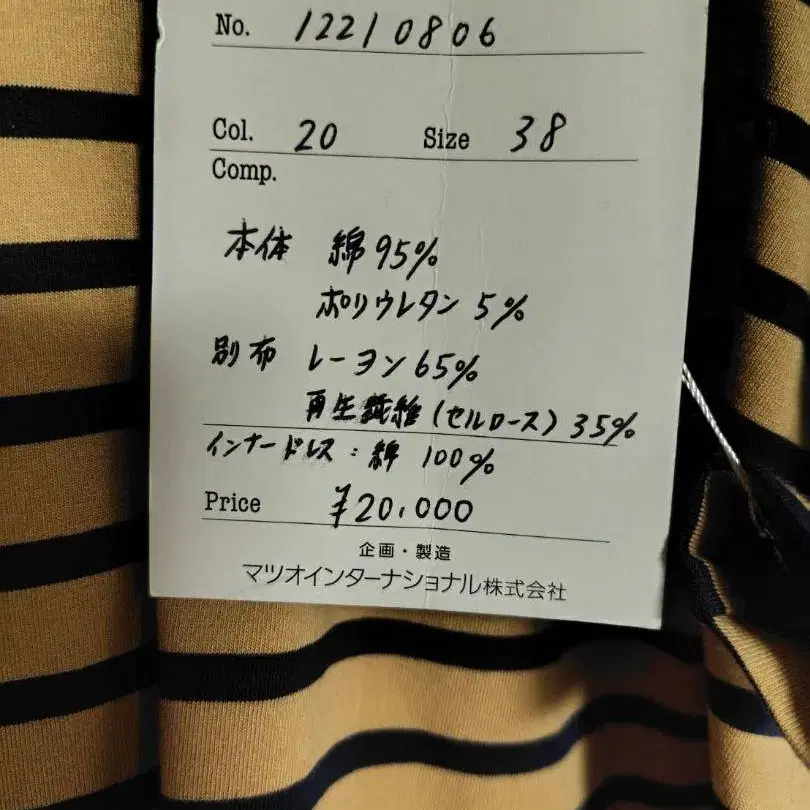 No. 12210806
Col. 20 Size 38
Comp.
本体 綿95%
ポリウレタン 5%
別布 レーヨン65%
再生繊維(セルロース) 35%
インナードレス:綿 100%
Price ¥20,000
企画・製造
マツオインターナショナル株式会社